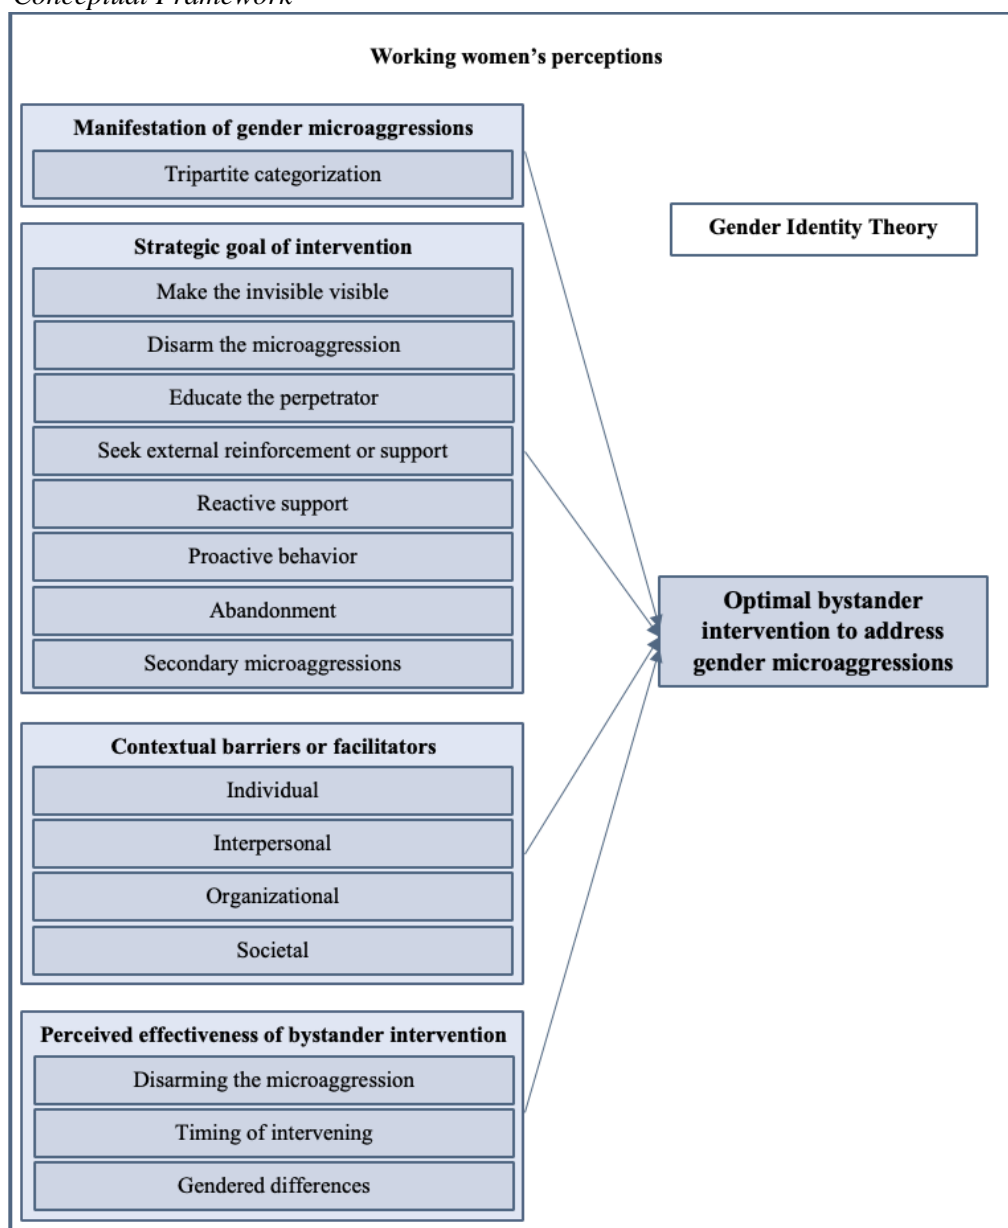 Conceptual Framework
Working women's perceptions
Manifestation of gender microaggressions
Tripartite categorization
Strategic goal of intervention
Make the invisible visible
Disarm the microaggression
Educate the perpetrator
Seek external reinforcement or support
Reactive support
Proactive behavior
Abandonment
Secondary microaggressions
Contextual barriers or facilitators
Individual
Interpersonal
Organizational
Societal
Perceived effectiveness of bystander intervention
Disarming the microaggression
Timing of intervening
Gendered differences
Gender Identity Theory
Optimal bystander
intervention to address
gender microaggressions